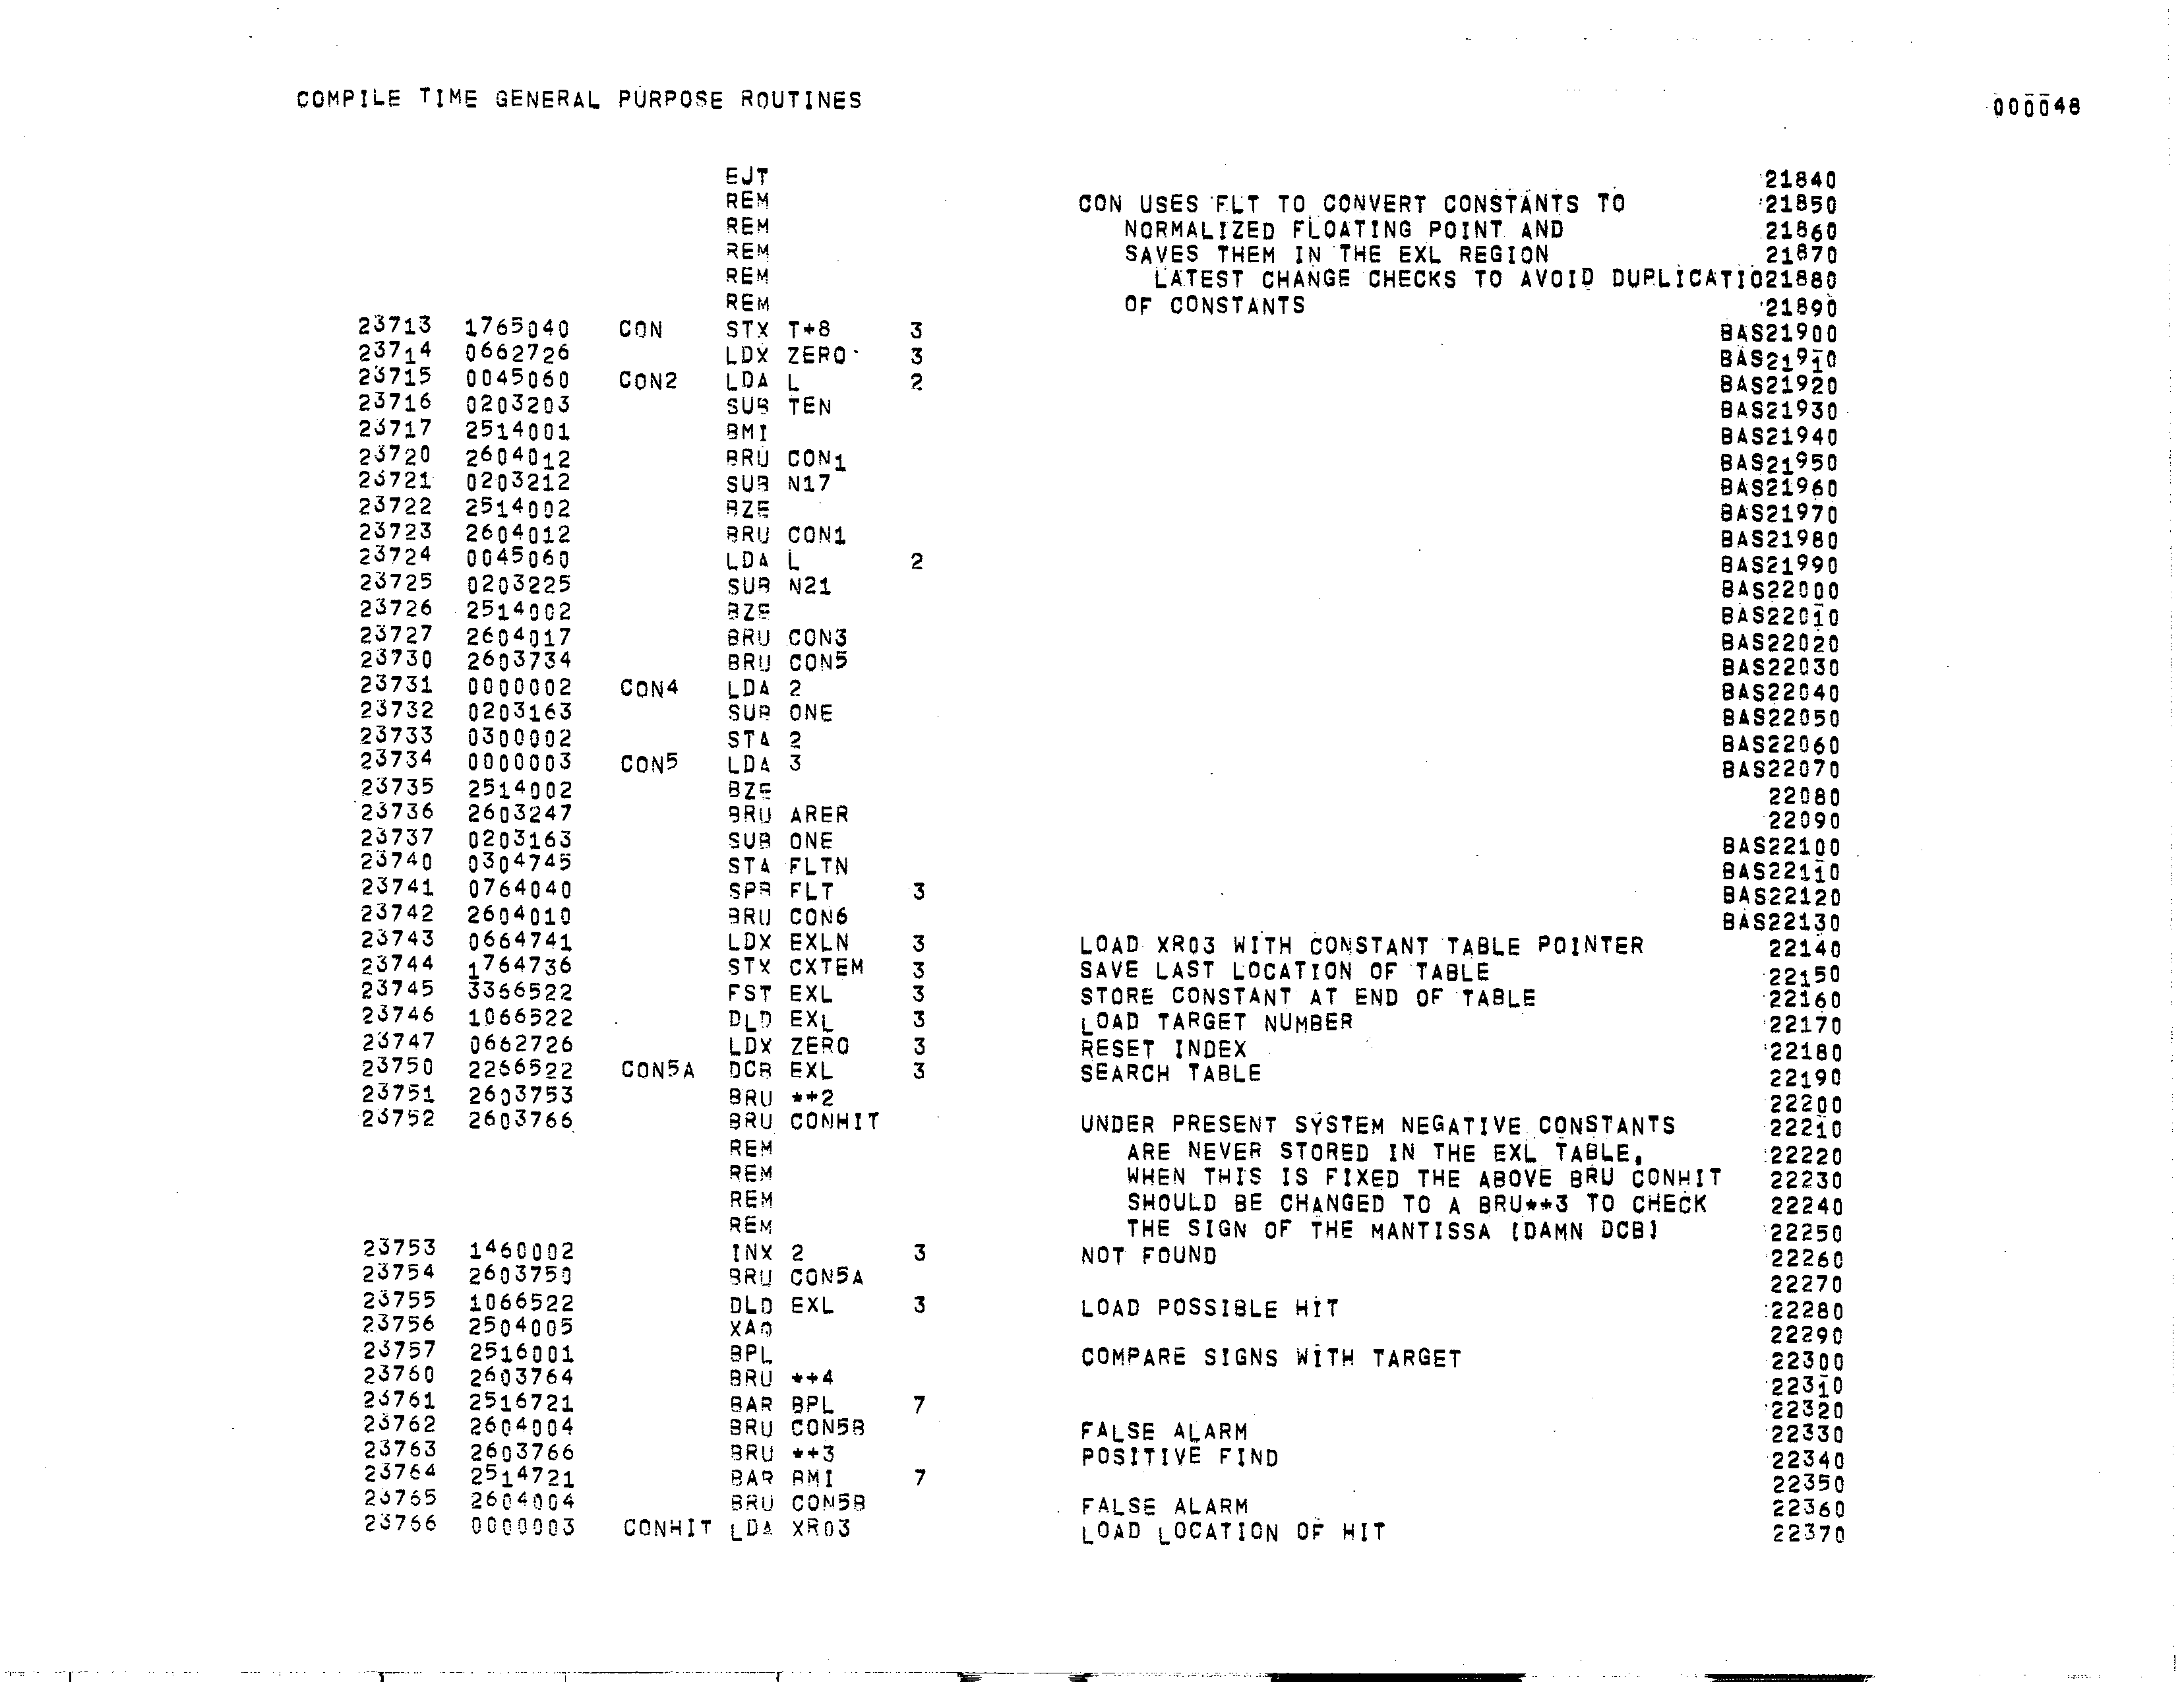 COMPILE TIME GENERAL PURPOSE ROUTINES 000048
EJT 21840
REM CON USES FLT TO CONVERT CONSTANTS TO 21850
REM NORMALIZED FLOATING POINT AND 21860
REM SAVES THEM IN THE EXL REGION 21870
REM LATEST CHANGE CHECKS TO AVOID DUPLICATIO21880
REM OF CONSTANTS 21890
23713 1765040 CON STX T+8 3 BAS21900
23714 0662726 LDX ZERO 3 BAS21910
23715 0045060 CON2 LDA L 2 BAS21920
23716 0203203 SUB TEN BAS21930
23717 2514001 BMI BAS21940
23720 2604012 BRU CON1 BAS21950
23721 0203212 SUB N17 BAS21960
23722 2514002 BZE BAS21970
23723 2604012 BRU CON1 BAS21980
23724 0045060 LDA L 2 BAS21990
23725 0203225 SUB N21 BAS22000
23726 2514002 BZE BAS22010
23727 2604017 BRU CON3 BAS22020
23730 2603734 BRU CON5 BAS22030
23731 0000002 CON4 LDA 2 BAS22040
23732 0203163 SUB ONE BAS22050
23733 0300002 STA 2 BAS22060
23734 0000003 CON5 LDA 3 BAS22070
23735 2514002 BZE 22080
23736 2603247 BRU ARER 22090
23737 0203163 SUB ONE BAS22100
23740 0304745 STA FLTN BAS22110
23741 0764040 SPB FLT 3 BAS22120
23742 2604010 BRU CON6 BAS22130
23743 0664741 LDX EXLN 3 LOAD XR03 WITH CONSTANT TABLE POINTER 22140
23744 1764736 STX CXTEM 3 SAVE LAST LOCATION OF TABLE 22150
23745 3366522 FST EXL 3 STORE CONSTANT AT END OF TABLE 22160
23746 1066522 DLD EXL 3 LOAD TARGET NUMBER 22170
23747 0662726 LDX ZERO 3 RESET INDEX 22180
23750 2266522 CON5A DCB EXL 3 SEARCH TABLE 22190
23751 2603753 BRU *+2 22200
23752 2603766 BRU CONHIT UNDER PRESENT SYSTEM NEGATIVE CONSTANTS 22210
REM ARE NEVER STORED IN THE EXL TABLE, 22220
REM WHEN THIS IS FIXED THE ABOVE BRU CONHIT 22230
REM SHOULD BE CHANGED TO A BRU*+3 TO CHECK 22240
REM THE SIGN OF THE MANTISSA [DAMN DCB] 22250
23753 1460002 INX 2 3 NOT FOUND 22260
23754 2603750 BRU CON5A 22270
23755 1066522 DLD EXL 3 LOAD POSSIBLE HIT 22280
23756 2504005 XAQ 22290
23757 2516001 BPL COMPARE SIGNS WITH TARGET 22300
23760 2603764 BRU *+4 22310
23761 2516721 BAR BPL 7 22320
23762 2604004 BRU CON5B FALSE ALARM 22330
23763 2603766 BRU *+3 POSITIVE FIND 22340
23764 2514721 BAR BMI 7 22350
23765 2604004 BRU CON5B FALSE ALARM 22360
23766 0000003 CONHIT LDA XR03 LOAD LOCATION OF HIT 22370